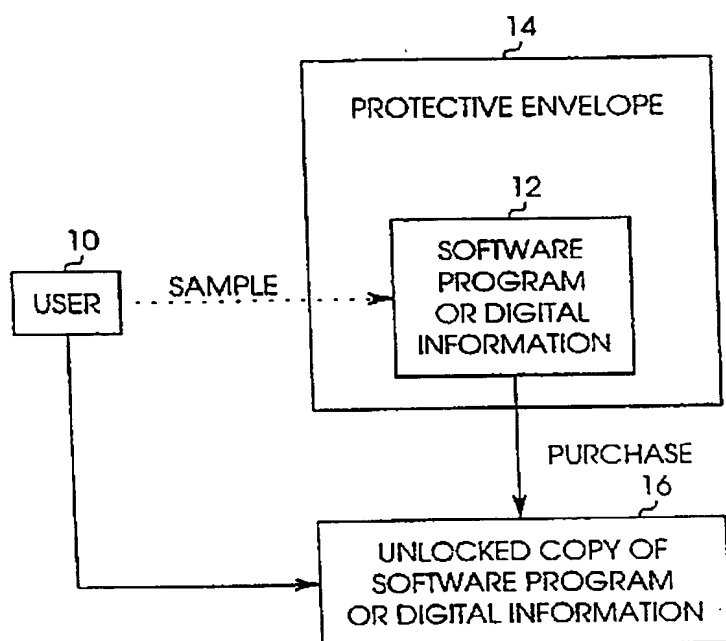 14
PROTECTIVE ENVELOPE
12
SOFTWARE
PROGRAM
OR DIGITAL
INFORMATION
10
USER
SAMPLE
PURCHASE
16
UNLOCKED COPY OF
SOFTWARE PROGRAM
OR DIGITAL INFORMATION